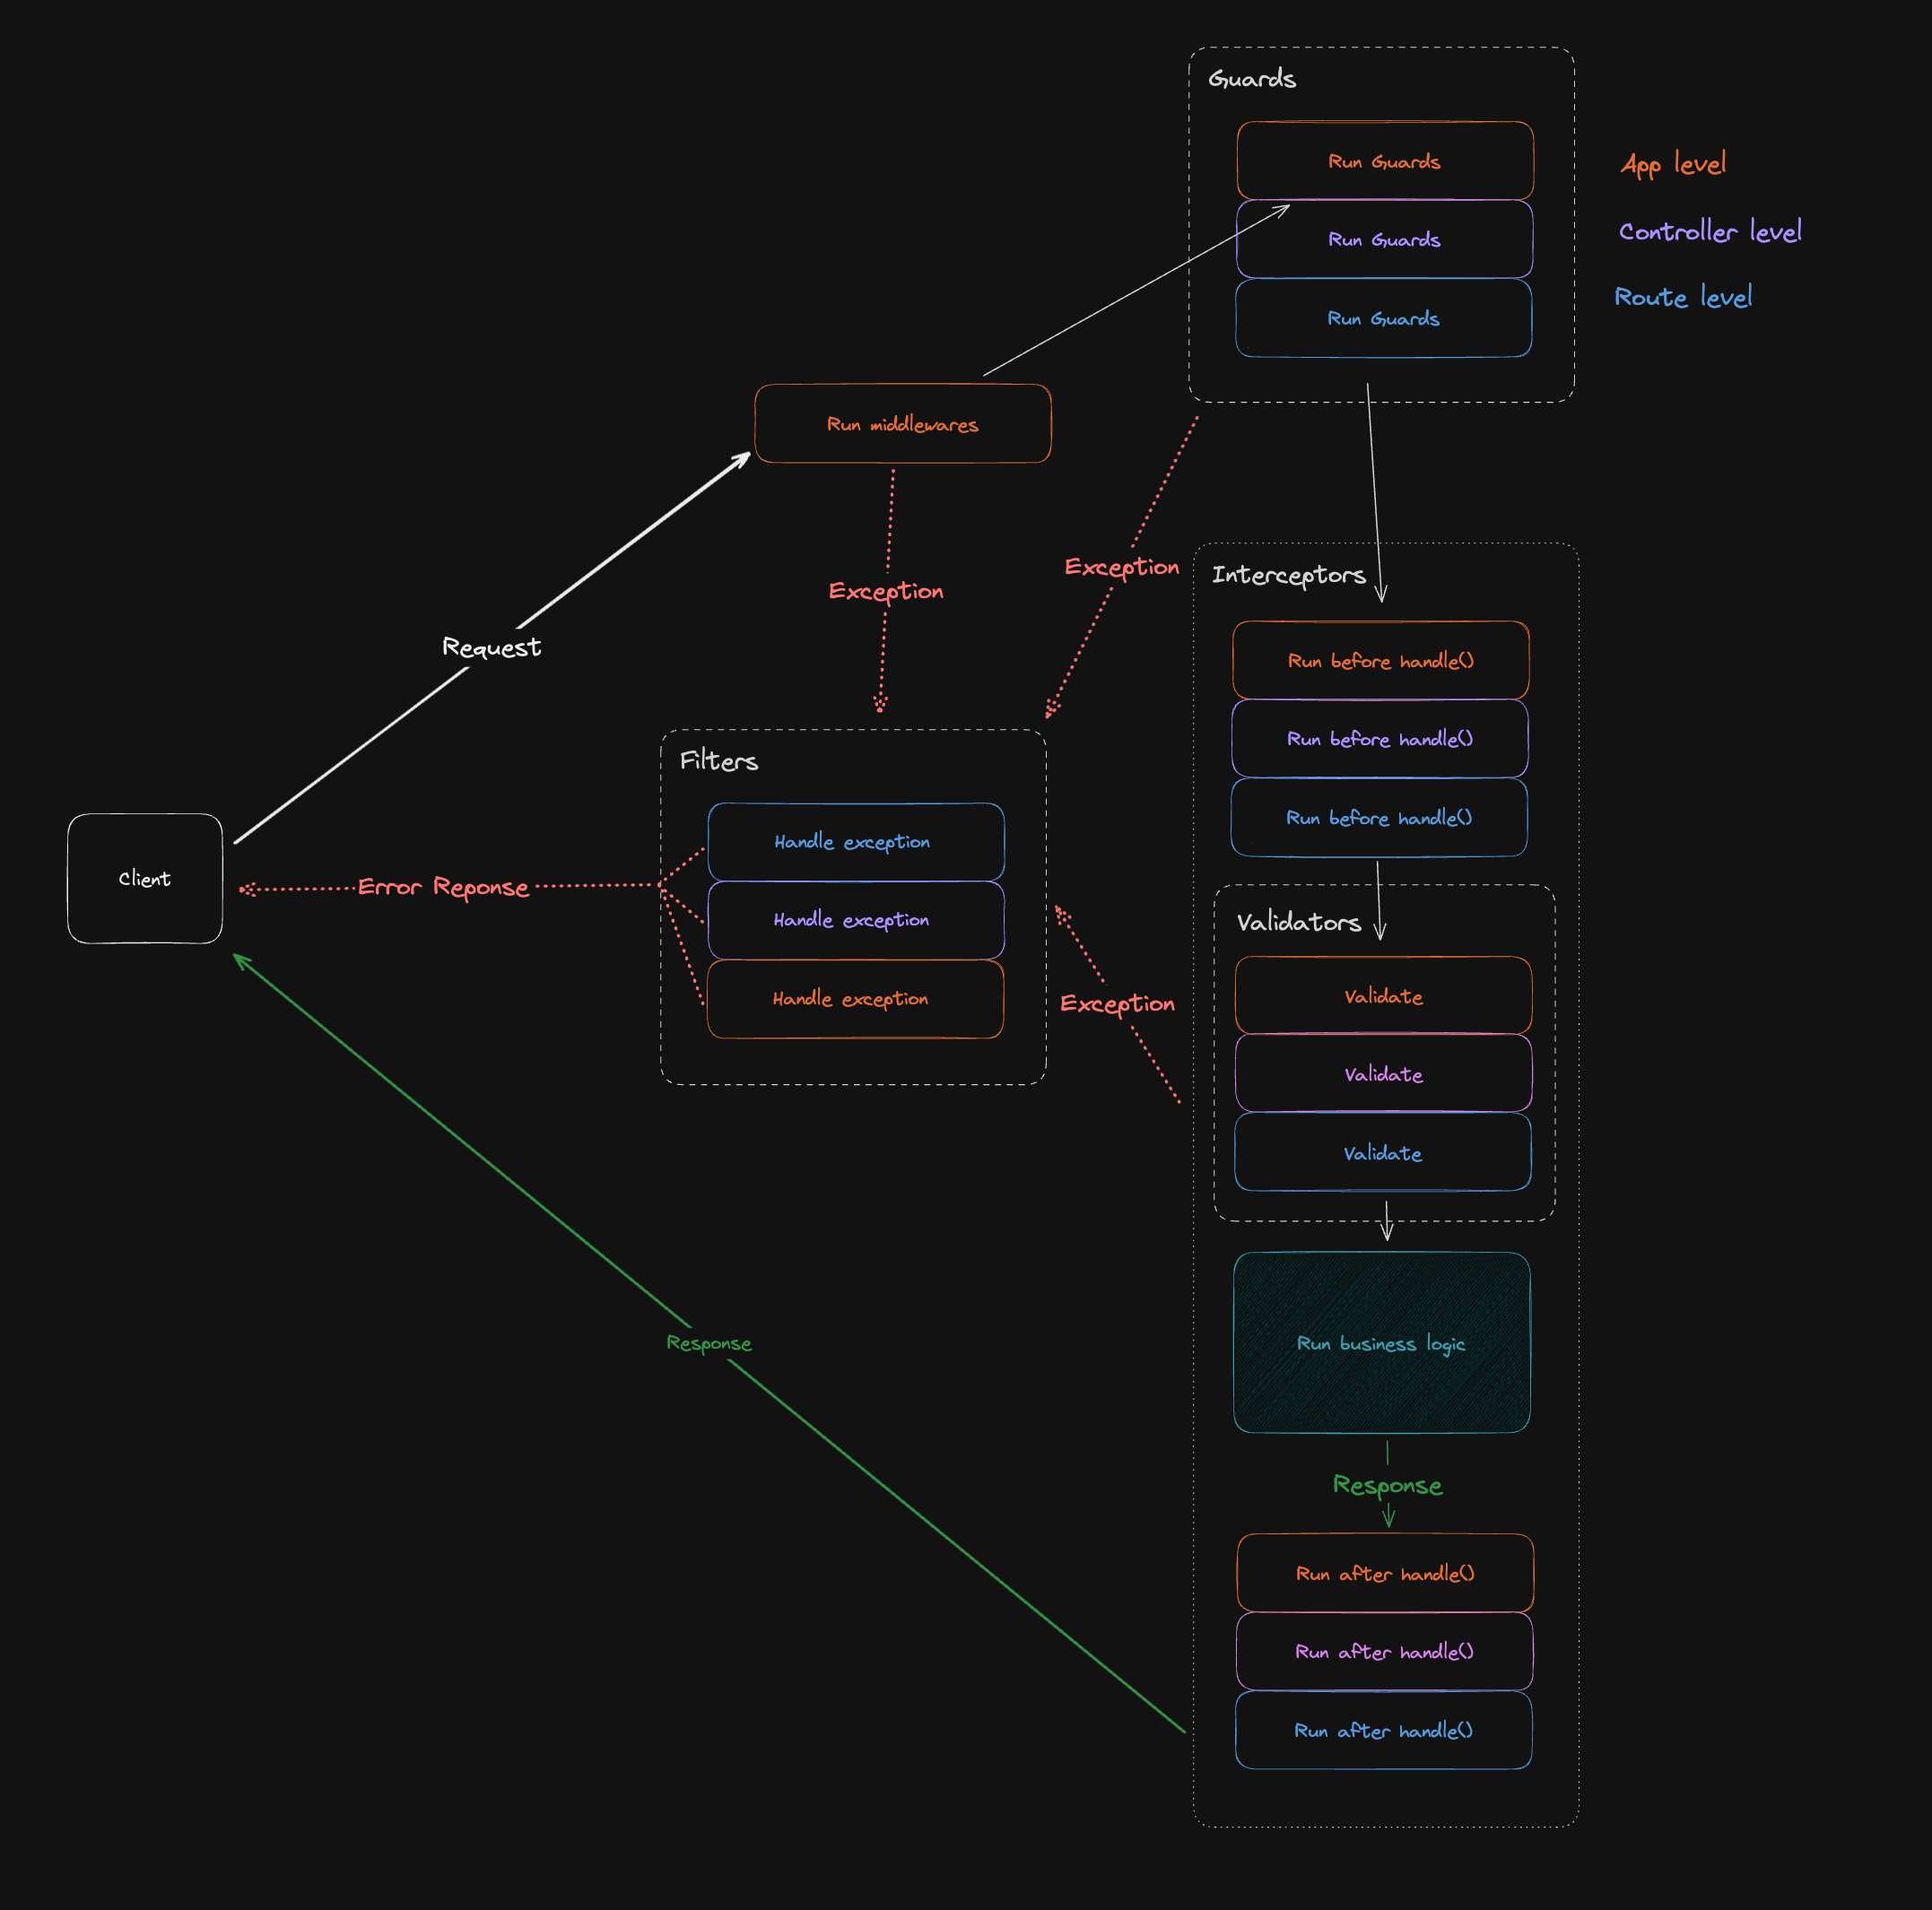 Guards
Run Guards
App level
Run Guards
Controller level
Run Guards
Route level
Run middlewares
Exception
Exception
Interceptors
Request
Run before handle()
Run before handle()
Run before handle()
Filters
Handle exception
Handle exception
Handle exception
Client
Error Reponse
Exception
Validators
Validate
Validate
Validate
Run business logic
Response
Response
Run after handle()
Run after handle()
Run after handle()